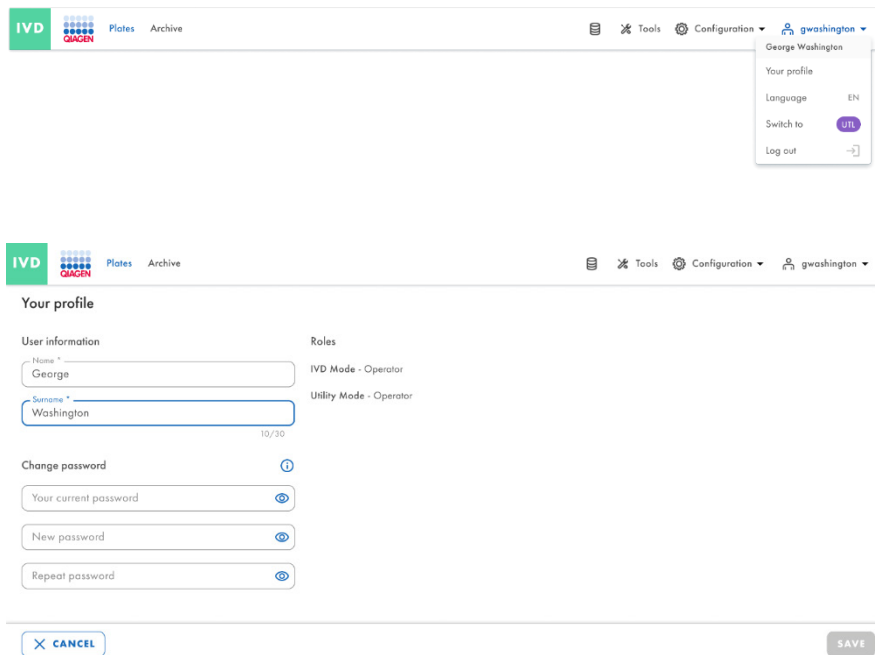 IVD QIAGEN Plates Archive Tools Configuration gwashington
George Washington
Your profile
Language EN
Switch to UTL
Log out
IVD QIAGEN Plates Archive Tools Configuration gwashington
Your profile
User information Roles
Name *
George
IVD Mode - Operator
Surname *
Washington
Utility Mode - Operator
10/30
Change password
Your current password
New password
Repeat password
CANCEL SAVE